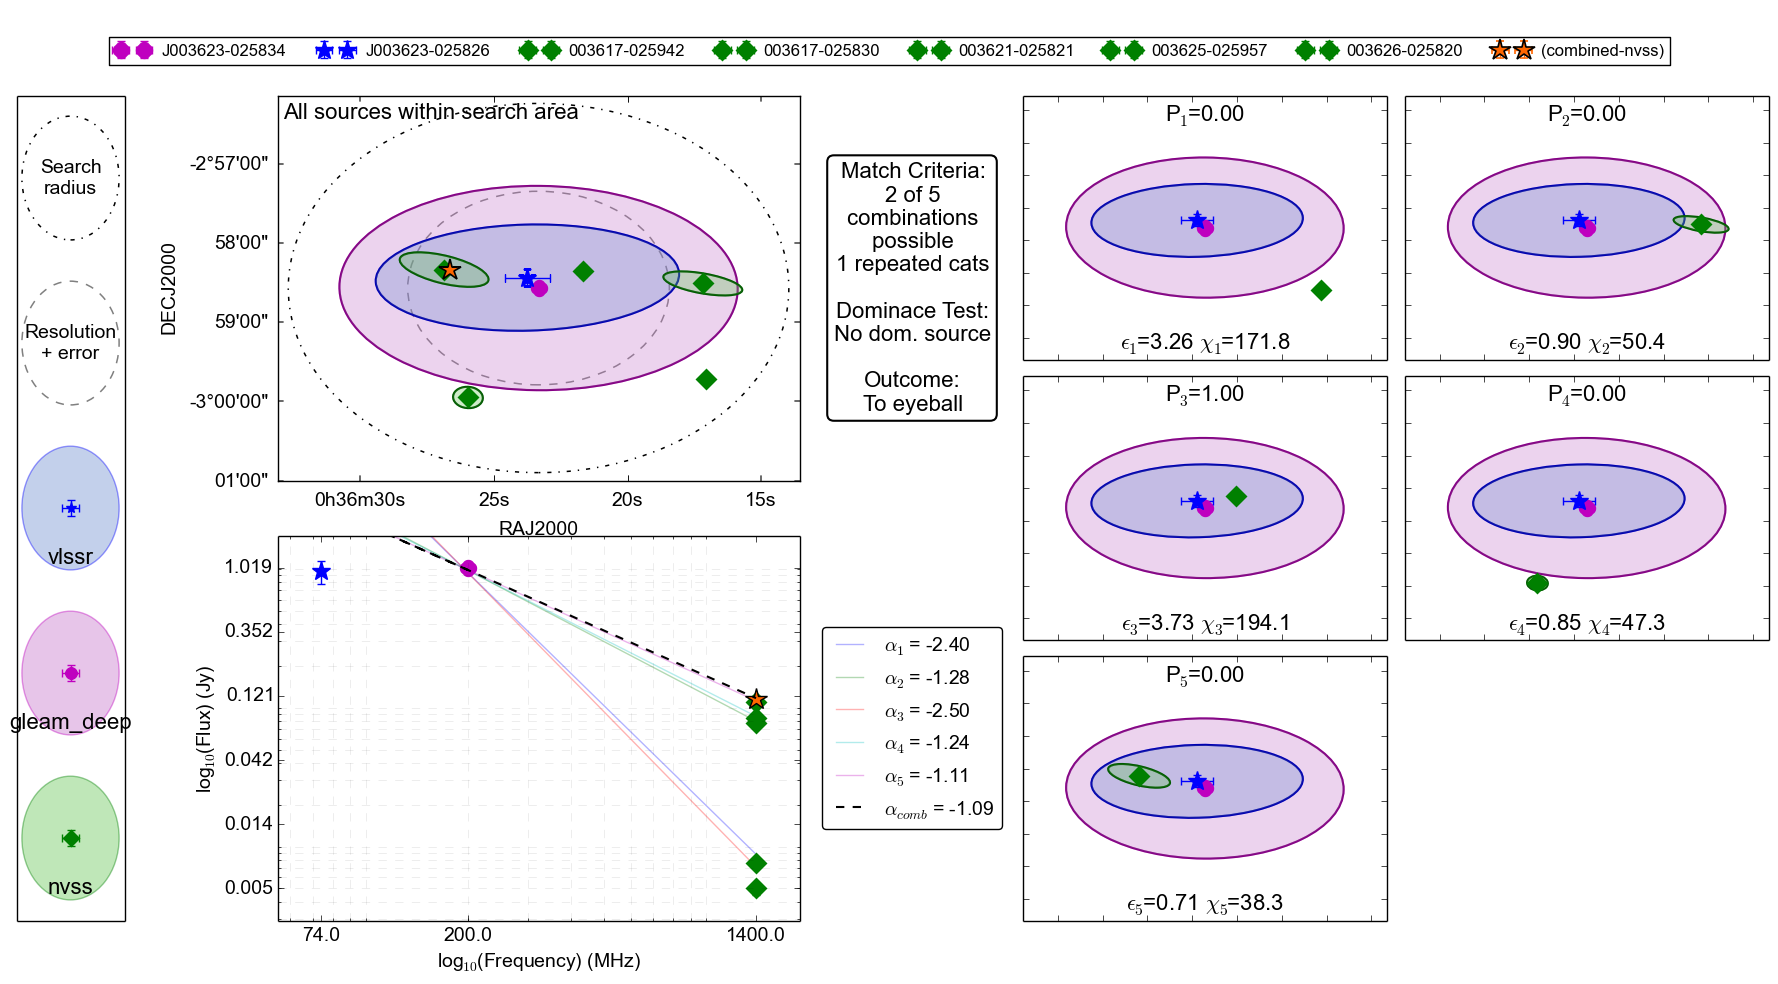 J003623-025834 J003623-025826 003617-025942 003617-025830 003621-025821 003625-025957 003626-025820 (combined-nvss)
Search
radius
Resolution
+ error
vlssr
gleam_deep
nvss
All sources within search area
DECJ2000
-2°57'00"
58'00"
59'00"
-3°00'00"
01'00"
0h36m30s 25s 20s 15s
RAJ2000
Match Criteria:
2 of 5
combinations
possible
1 repeated cats
Dominace Test:
No dom. source
Outcome:
To eyeball
log₁₀(Flux) (Jy)
1.019
0.352
0.121
0.042
0.014
0.005
74.0 200.0 1400.0
log₁₀(Frequency) (MHz)
α₁ = -2.40
α₂ = -1.28
α₃ = -2.50
α₄ = -1.24
α₅ = -1.11
α_comb = -1.09
P₁=0.00
ϵ₁=3.26 χ₁=171.8
P₂=0.00
ϵ₂=0.90 χ₂=50.4
P₃=1.00
ϵ₃=3.73 χ₃=194.1
P₄=0.00
ϵ₄=0.85 χ₄=47.3
P₅=0.00
ϵ₅=0.71 χ₅=38.3